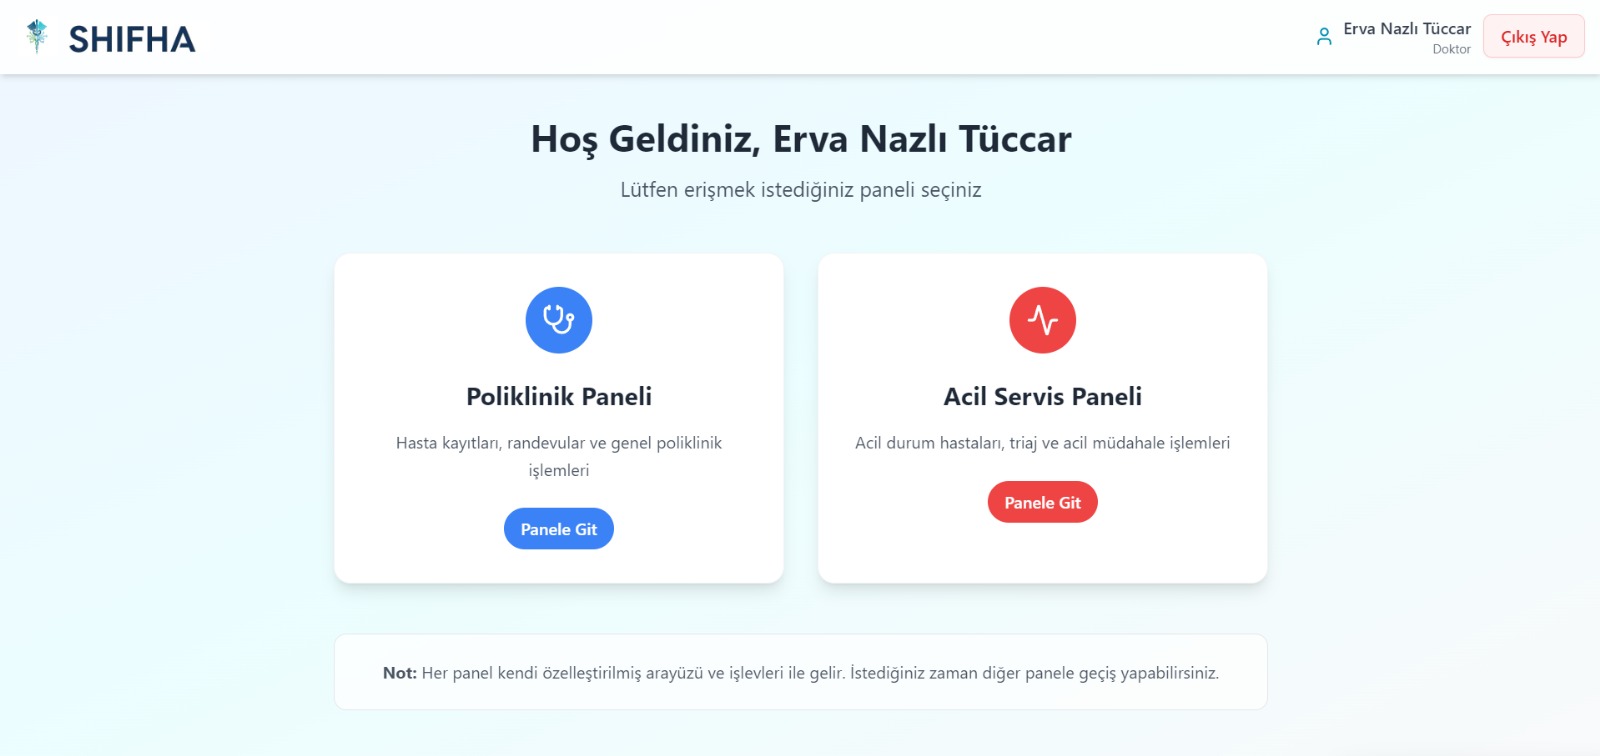 SHIFHA
Erva Nazlı Tüccar
Doktor
Çıkış Yap
Hoş Geldiniz, Erva Nazlı Tüccar
Lütfen erişmek istediğiniz paneli seçiniz
Poliklinik Paneli
Hasta kayıtları, randevular ve genel poliklinik
işlemleri
Panele Git
Acil Servis Paneli
Acil durum hastaları, triaj ve acil müdahale işlemleri
Panele Git
Not: Her panel kendi özelleştirilmiş arayüzü ve işlevleri ile gelir. İstediğiniz zaman diğer panele geçiş yapabilirsiniz.